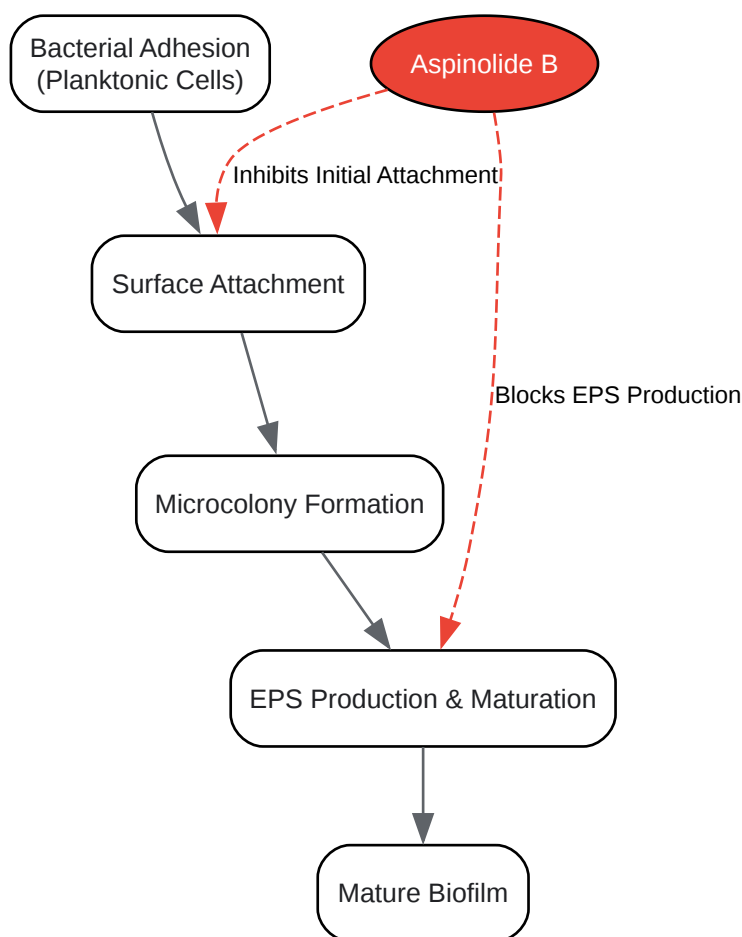 Bacterial Adhesion
(Planktonic Cells)
Aspinolide B
Inhibits Initial Attachment
Surface Attachment
Blocks EPS Production
Microcolony Formation
EPS Production & Maturation
Mature Biofilm